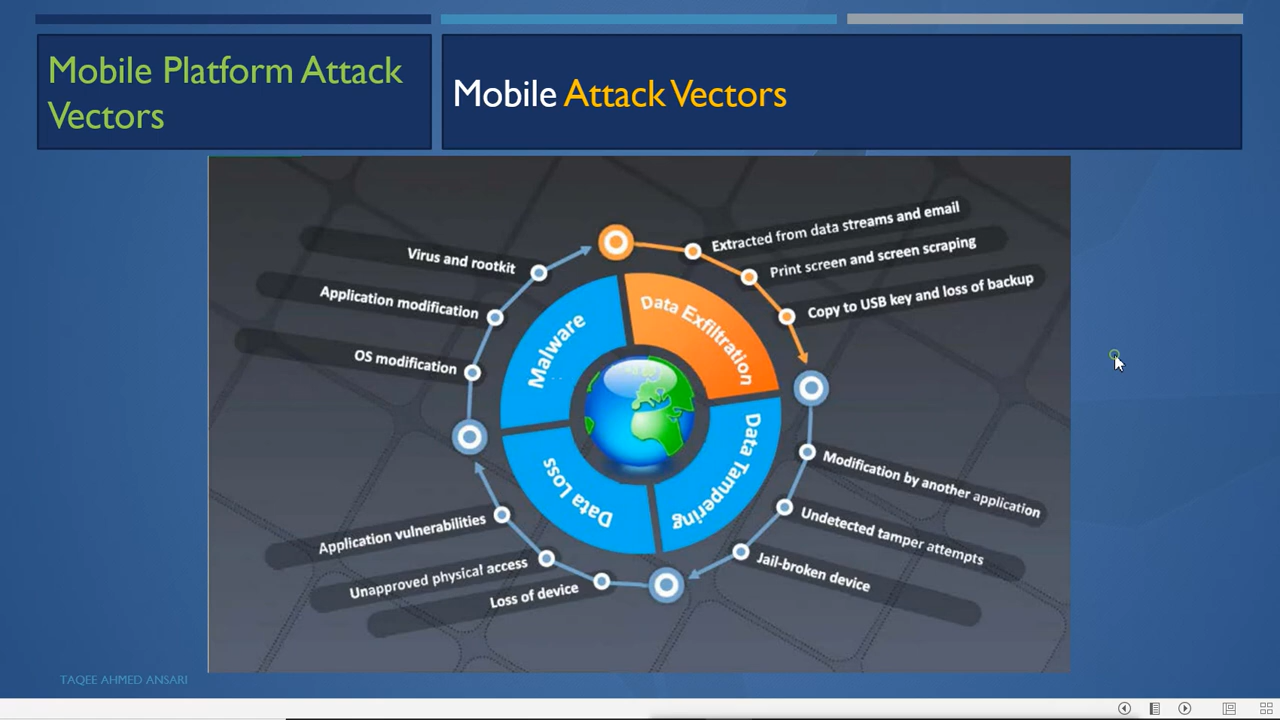 Mobile Platform Attack
Vectors
Mobile Attack Vectors
Virus and rootkit
Application modification
OS modification
Extracted from data streams and email
Print screen and screen scraping
Copy to USB key and loss of backup
Malware
Data Exfiltration
Data Loss
Data Tampering
Modification by another application
Undetected tamper attempts
Jail-broken device
Application vulnerabilities
Unapproved physical access
Loss of device
TAQEE AHMED ANSARI